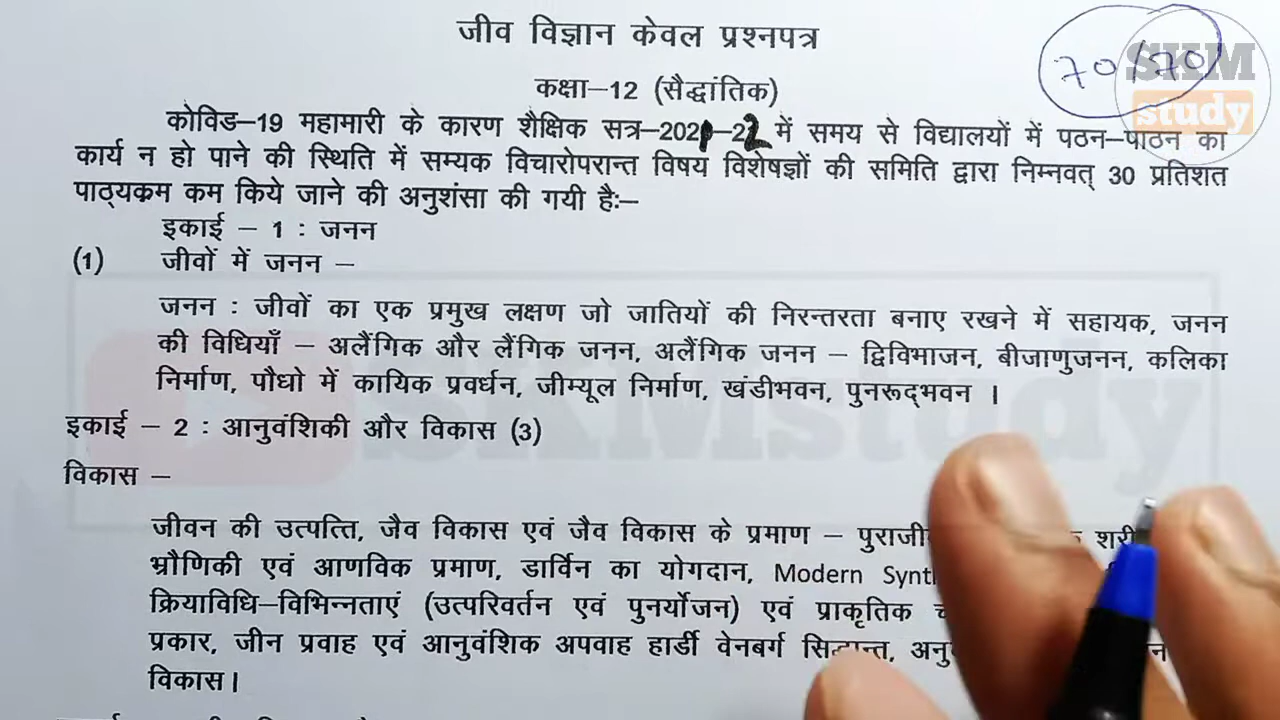 जीव विज्ञान केवल प्रश्नपत्र
70/70
SKM
study
कक्षा–12 (सैद्धांतिक)
कोविड–19 महामारी के कारण शैक्षिक सत्र–2021–22 में समय से विद्यालयों में पठन–पाठन का
कार्य न हो पाने की स्थिति में सम्यक विचारोपरान्त विषय विशेषज्ञों की समिति द्वारा निम्नवत् 30 प्रतिशत
पाठ्यक्रम कम किये जाने की अनुशंसा की गयी हैः–
इकाई – 1 : जनन
(1) जीवों में जनन –
जनन : जीवों का एक प्रमुख लक्षण जो जातियों की निरन्तरता बनाए रखने में सहायक, जनन
की विधियाँ – अलैंगिक और लैंगिक जनन, अलैंगिक जनन – द्विविभाजन, बीजाणुजनन, कलिका
निर्माण, पौधो में कायिक प्रवर्धन, जीम्यूल निर्माण, खंडीभवन, पुनरूद्भवन ।
SKMstudy
इकाई – 2 : आनुवंशिकी और विकास (3)
विकास –
जीवन की उत्पत्ति, जैव विकास एवं जैव विकास के प्रमाण –
भ्रौणिकी एवं आणविक प्रमाण, डार्विन का योगदान, Modern
क्रियाविधि–विभिन्नताएं (उत्परिवर्तन एवं पुनर्योजन) एवं प्राकृतिक
प्रकार, जीन प्रवाह एवं आनुवंशिक अपवाह हार्डी वेनबर्ग सिद्धान्त,
विकास।